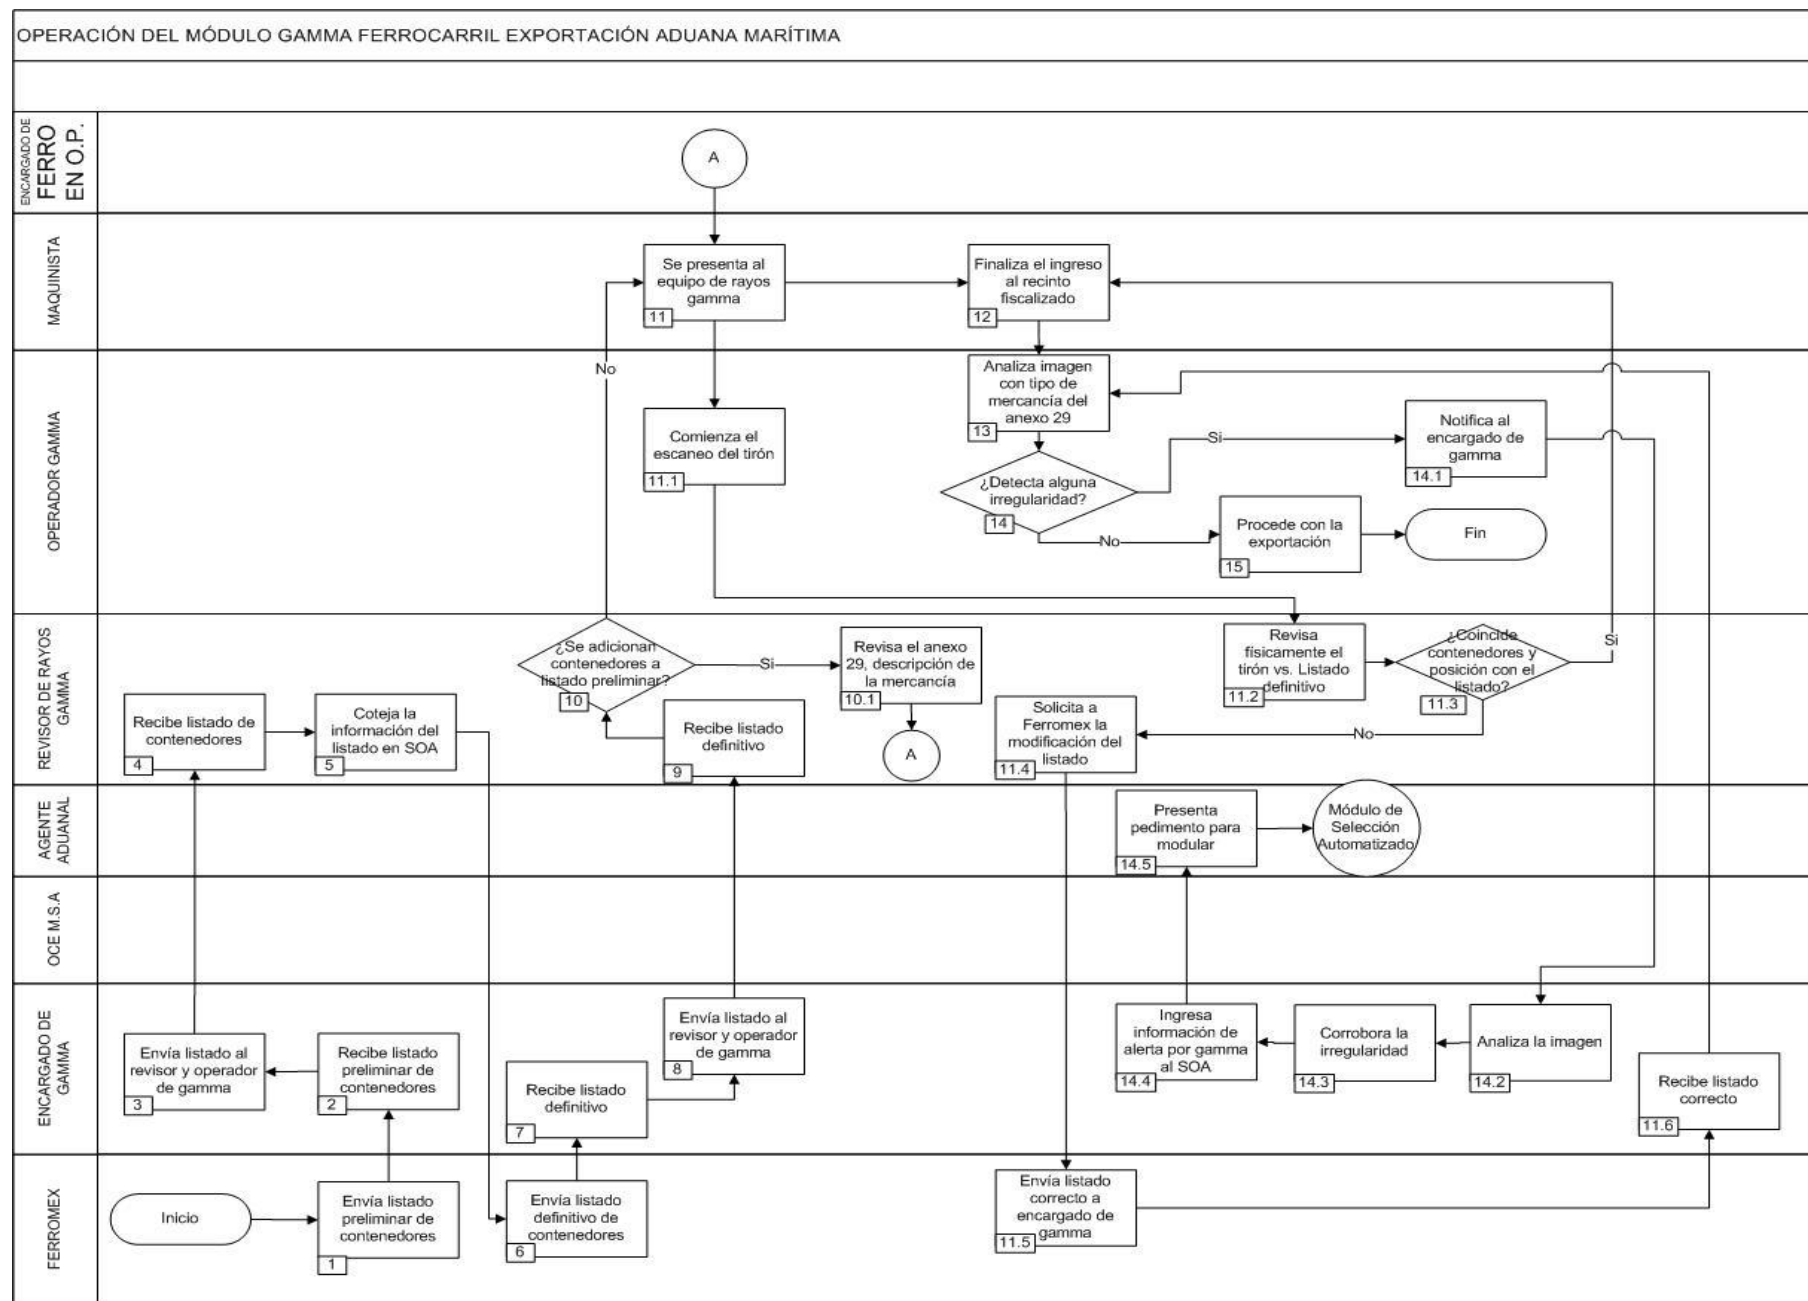 OPERACIÓN DEL MÓDULO GAMMA FERROCARRIL EXPORTACIÓN ADUANA MARÍTIMA
ENCARGADO DE
FERRO
EN O.P.
A
MAQUINISTA
Se presenta al
equipo de rayos
gamma
11
Finaliza el ingreso
al recinto
fiscalizado
12
OPERADOR GAMMA
No
Comienza el
escaneo del tirón
11.1
Analiza imagen
con tipo de
mercancía del
anexo 29
13
¿Detecta alguna
irregularidad?
14
Si
Notifica al
encargado de
gamma
14.1
No
Procede con la
exportación
15
Fin
REVISOR DE RAYOS
GAMMA
Recibe listado de
contenedores
4
Coteja la
información del
listado en SOA
5
¿Se adicionan
contenedores a
listado preliminar?
10
Si
Revisa el anexo
29, descripción de
la mercancía
10.1
Recibe listado
definitivo
9
A
Revisa
físicamente el
tirón vs. Listado
definitivo
11.2
¿Coincide
contenedores y
posición con el
listado?
11.3
Si
No
Solicita a
Ferromex la
modificación del
listado
11.4
AGENTE
ADUANAL
Presenta
pedimento para
modular
14.5
Módulo de
Selección
Automatizado
OCE M.S.A
ENCARGADO DE
GAMMA
Envía listado al
revisor y operador
de gamma
3
Recibe listado
preliminar de
contenedores
2
Recibe listado
definitivo
7
Envía listado al
revisor y operador
de gamma
8
Ingresa
información de
alerta por gamma
al SOA
14.4
Corrobora la
irregularidad
14.3
Analiza la imagen
14.2
Recibe listado
correcto
11.6
FERROMEX
Inicio
Envía listado
preliminar de
contenedores
1
Envía listado
definitivo de
contenedores
6
Envía listado
correcto a
encargado de
gamma
11.5